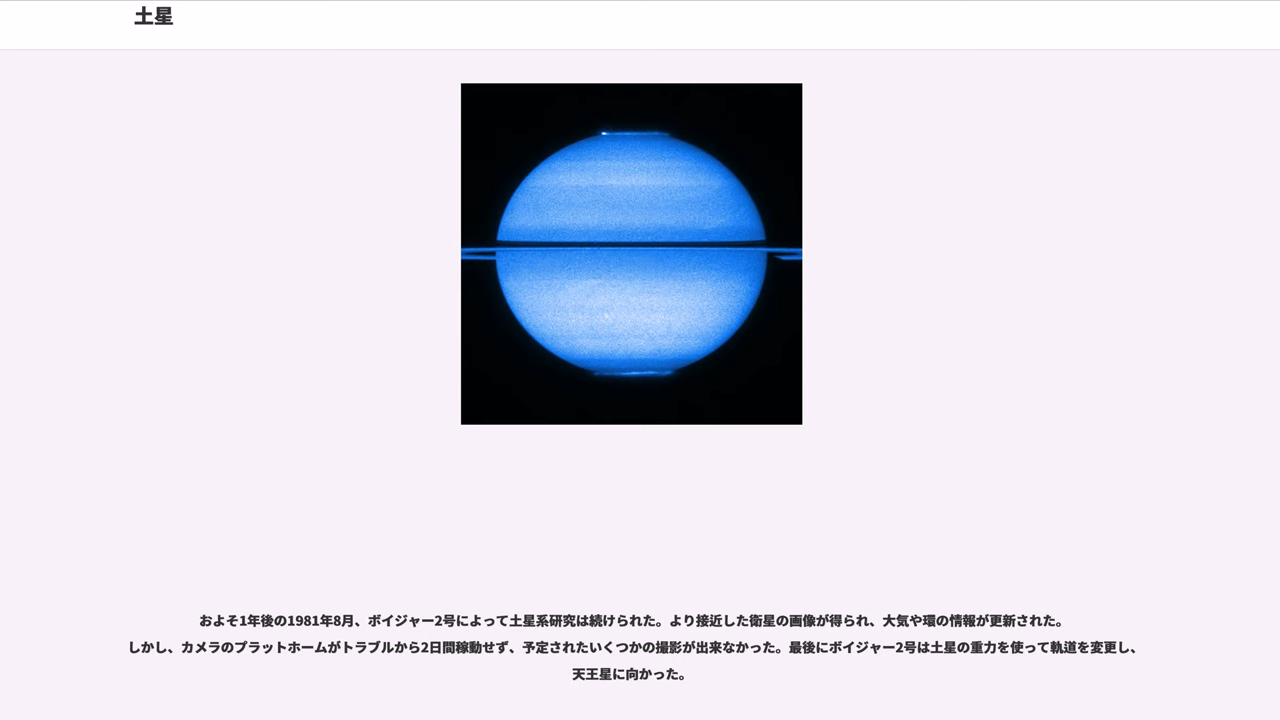 土星
およそ1年後の1981年8月、ボイジャー2号によって土星系研究は続けられた。より接近した衛星の画像が得られ、大気や環の情報が更新された。
しかし、カメラのプラットホームがトラブルから2日間稼動せず、予定されたいくつかの撮影が出来なかった。最後にボイジャー2号は土星の重力を使って軌道を変更し、
天王星に向かった。